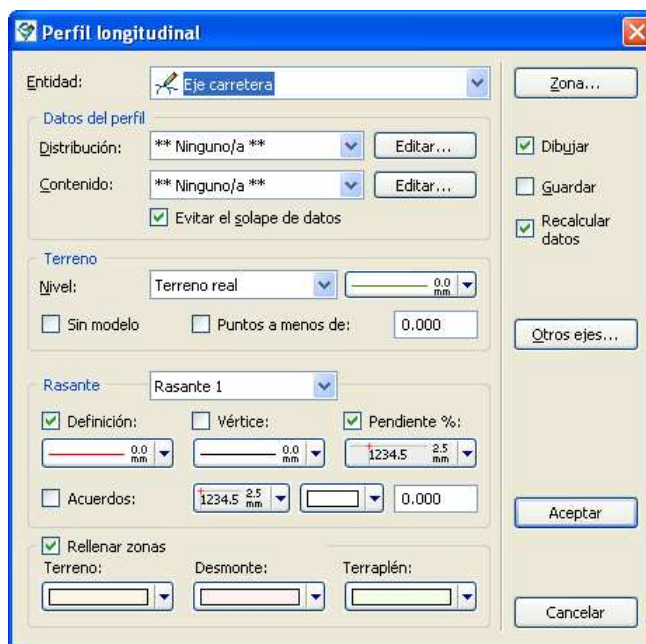 Perfil longitudinal
Entidad: Eje carretera
Zona...
Datos del perfil
Distribución: ** Ninguno/a ** Editar...
Dibujar
Contenido: ** Ninguno/a ** Editar...
Guardar
Evitar el solape de datos
Recalcular datos
Terreno
Nivel: Terreno real 0.0 mm
Sin modelo Puntos a menos de: 0.000
Otros ejes...
Rasante Rasante 1
Definición: Vértice: Pendiente %:
0.0 mm 0.0 mm 1234.5 2.5 mm
Acuerdos: 1234.5 2.5 mm 0.000
Aceptar
Rellenar zonas
Terreno: Desmonte: Terraplén:
Cancelar